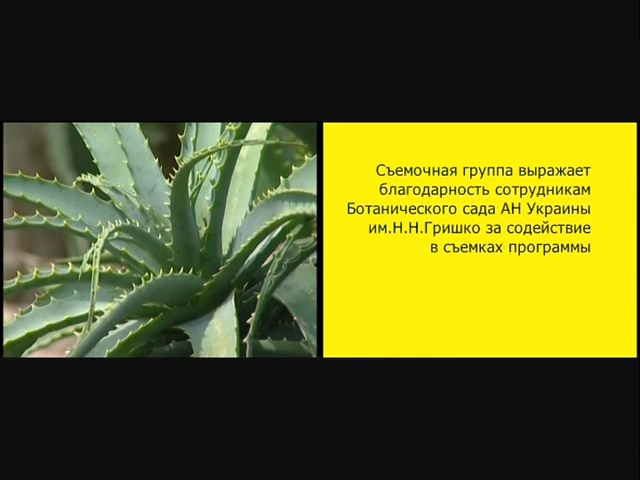 Съемочная группа выражает
благодарность сотрудникам
Ботанического сада АН Украины
им.Н.Н.Гришко за содействие
в съемках программы